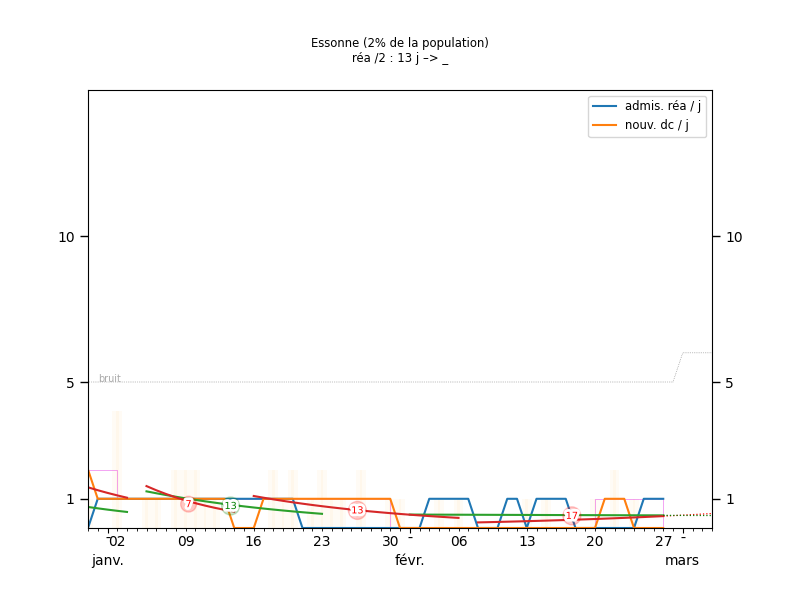 Essonne (2% de la population)
réa /2 : 13 j –> _
admis. réa / j
nouv. dc / j
10
10
bruit
5
5
1
1
7
13
13
17
02
09
16
23
30
06
13
20
27
janv.
févr.
mars